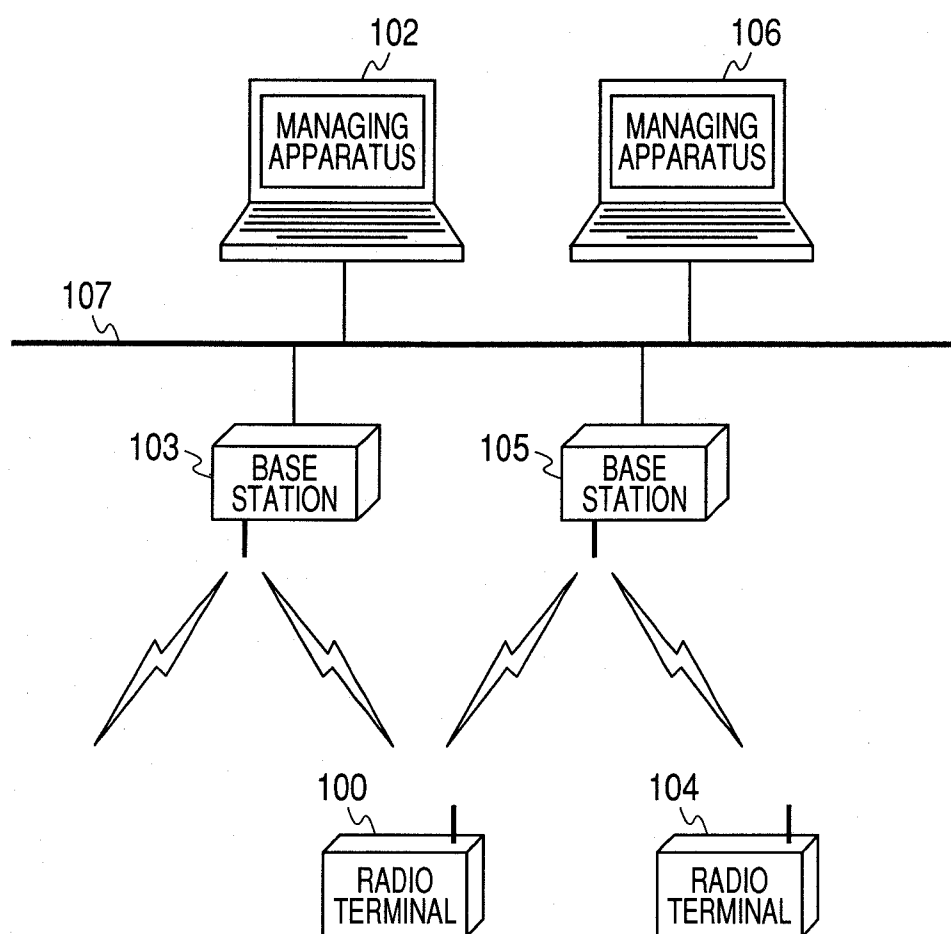 102
106
MANAGING
APPARATUS
MANAGING
APPARATUS
107
103
BASE
STATION
105
BASE
STATION
100
104
RADIO
TERMINAL
RADIO
TERMINAL